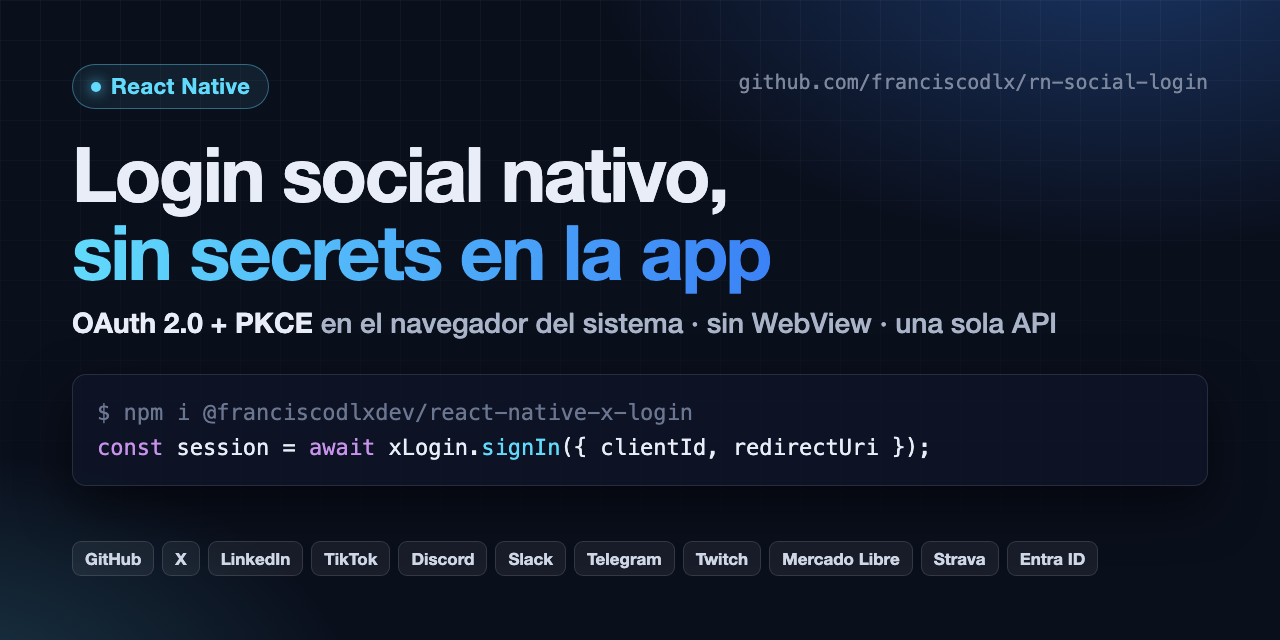 React Native
github.com/franciscodlx/rn-social-login
Login social nativo,
sin secrets en la app
OAuth 2.0 + PKCE en el navegador del sistema · sin WebView · una sola API
$ npm i @franciscodlxdev/react-native-x-login
const session = await xLogin.signIn({ clientId, redirectUri });
GitHub X LinkedIn TikTok Discord Slack Telegram Twitch Mercado Libre Strava Entra ID